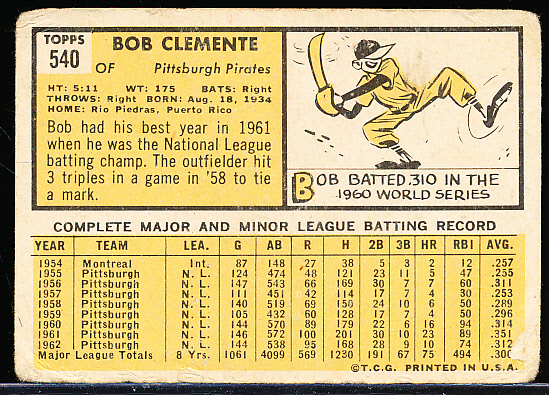 TOPPS
540
BOB CLEMENTE
OF Pittsburgh Pirates
HT: 5:11 WT: 175 BATS: Right
THROWS: Right BORN: Aug. 18, 1934
HOME: Rio Piedras, Puerto Rico
Bob had his best year in 1961
when he was the National League
batting champ. The outfielder hit
3 triples in a game in '58 to tie
a mark.
BOB BATTED .310 IN THE
1960 WORLD SERIES
COMPLETE MAJOR AND MINOR LEAGUE BATTING RECORD
YEAR TEAM LEA. G AB R H 2B 3B HR RBI AVG.
1954 Montreal Int. 87 148 27 38 5 3 2 12 .257
1955 Pittsburgh N. L. 124 474 48 121 23 11 5 47 .255
1956 Pittsburgh N. L. 147 543 66 169 30 7 7 60 .311
1957 Pittsburgh N. L. 111 451 42 114 17 7 4 30 .253
1958 Pittsburgh N. L. 140 519 69 150 24 10 6 50 .289
1959 Pittsburgh N. L. 105 432 60 128 17 7 4 50 .296
1960 Pittsburgh N. L. 144 570 89 179 22 6 16 94 .314
1961 Pittsburgh N. L. 146 572 100 201 30 10 23 89 .351
1962 Pittsburgh N. L. 144 538 95 168 28 9 10 74 .312
Major League Totals 8 Yrs. 1061 4099 569 1230 191 67 75 494 .300
©T.C.G. PRINTED IN U.S.A.